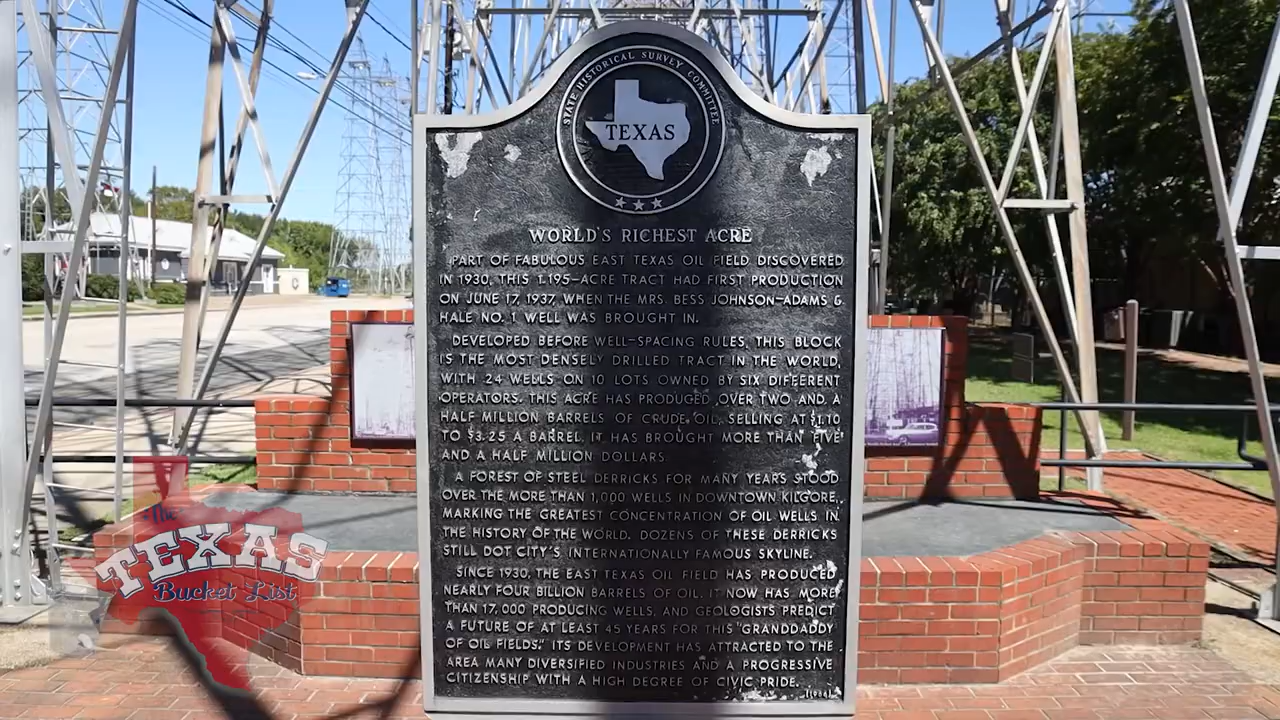 STATE HISTORICAL SURVEY COMMITTEE
TEXAS
WORLD'S RICHEST ACRE
PART OF FABULOUS EAST TEXAS OIL FIELD DISCOVERED
IN 1930. THIS 1.195-ACRE TRACT HAD FIRST PRODUCTION
ON JUNE 17, 1937, WHEN THE MRS. BESS JOHNSON-ADAMS &
HALE NO. 1 WELL WAS BROUGHT IN.
DEVELOPED BEFORE WELL-SPACING RULES, THIS BLOCK
IS THE MOST DENSELY DRILLED TRACT IN THE WORLD,
WITH 24 WELLS ON 10 LOTS OWNED BY SIX DIFFERENT
OPERATORS. THIS ACRE HAS PRODUCED OVER TWO AND A
HALF MILLION BARRELS OF CRUDE OIL, SELLING AT $1.10
TO $3.25 A BARREL, IT HAS BROUGHT MORE THAN FIVE
AND A HALF MILLION DOLLARS.
A FOREST OF STEEL DERRICKS FOR MANY YEARS STOOD
OVER THE MORE THAN 1,000 WELLS IN DOWNTOWN KILGORE,
MARKING THE GREATEST CONCENTRATION OF OIL WELLS IN
THE HISTORY OF THE WORLD. DOZENS OF THESE DERRICKS
STILL DOT CITY'S INTERNATIONALLY FAMOUS SKYLINE.
SINCE 1930, THE EAST TEXAS OIL FIELD HAS PRODUCED
NEARLY FOUR BILLION BARRELS OF OIL. IT NOW HAS MORE
THAN 17,000 PRODUCING WELLS, AND GEOLOGISTS PREDICT
A FUTURE OF AT LEAST 45 YEARS FOR THIS "GRANDDADDY
OF OIL FIELDS." ITS DEVELOPMENT HAS ATTRACTED TO THE
AREA MANY DIVERSIFIED INDUSTRIES AND A PROGRESSIVE
CITIZENSHIP WITH A HIGH DEGREE OF CIVIC PRIDE.
The
TEXAS
Bucket List